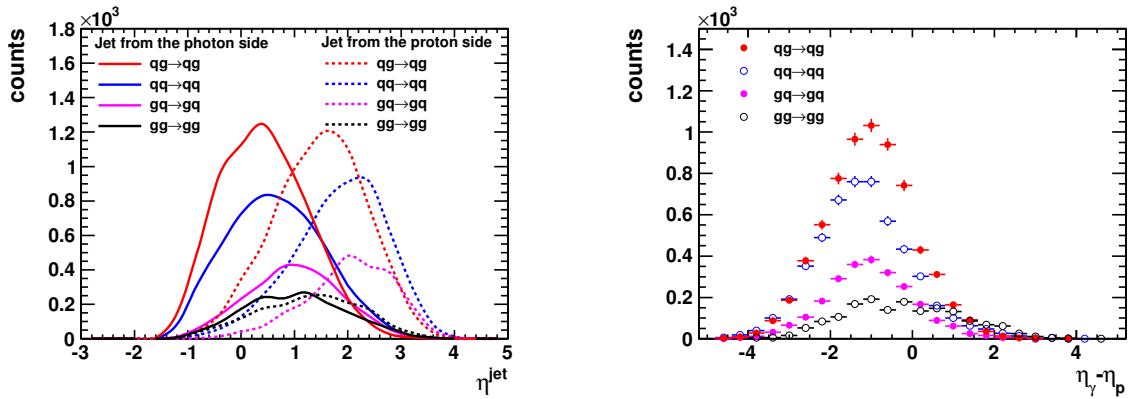 ×10³
counts
1.8
1.6
1.4
1.2
1.0
0.8
0.6
0.4
0.2
0
Jet from the photon side
qg→qg
qq→qq
gq→gq
gg→gg
Jet from the proton side
qg→qg
qq→qq
gq→gq
gg→gg
-3 -2 -1 0 1 2 3 4 5
η^jet
×10³
counts
1.4
1.2
1.0
0.8
0.6
0.4
0.2
0
qg→qg
qq→qq
gq→gq
gg→gg
-4 -2 0 2 4
η_γ-η_p